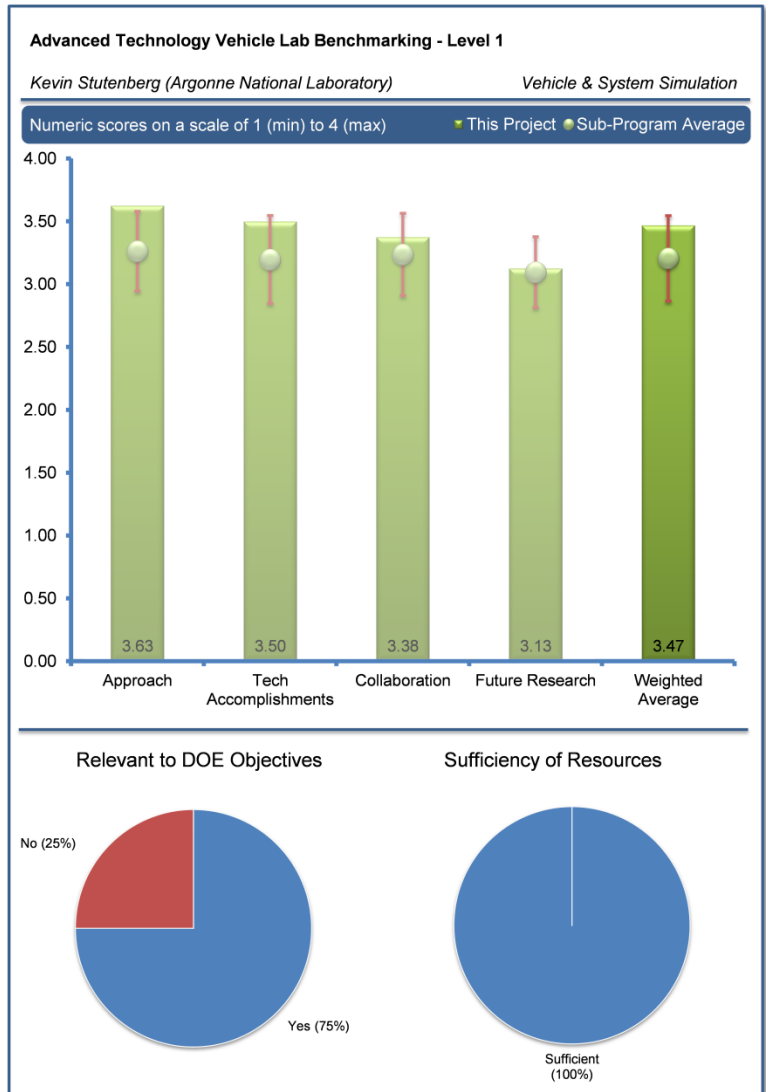 Advanced Technology Vehicle Lab Benchmarking - Level 1
Kevin Stutenberg (Argonne National Laboratory) Vehicle & System Simulation
Numeric scores on a scale of 1 (min) to 4 (max) This Project Sub-Program Average
4.00
3.50
3.00
2.50
2.00
1.50
1.00
0.50
0.00
3.63 3.50 3.38 3.13 3.47
Approach Tech Collaboration Future Research Weighted
Accomplishments Average
Relevant to DOE Objectives Sufficiency of Resources
No (25%)
Yes (75%)
Sufficient
(100%)